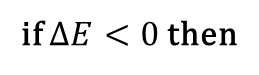 if ΔE < 0 then